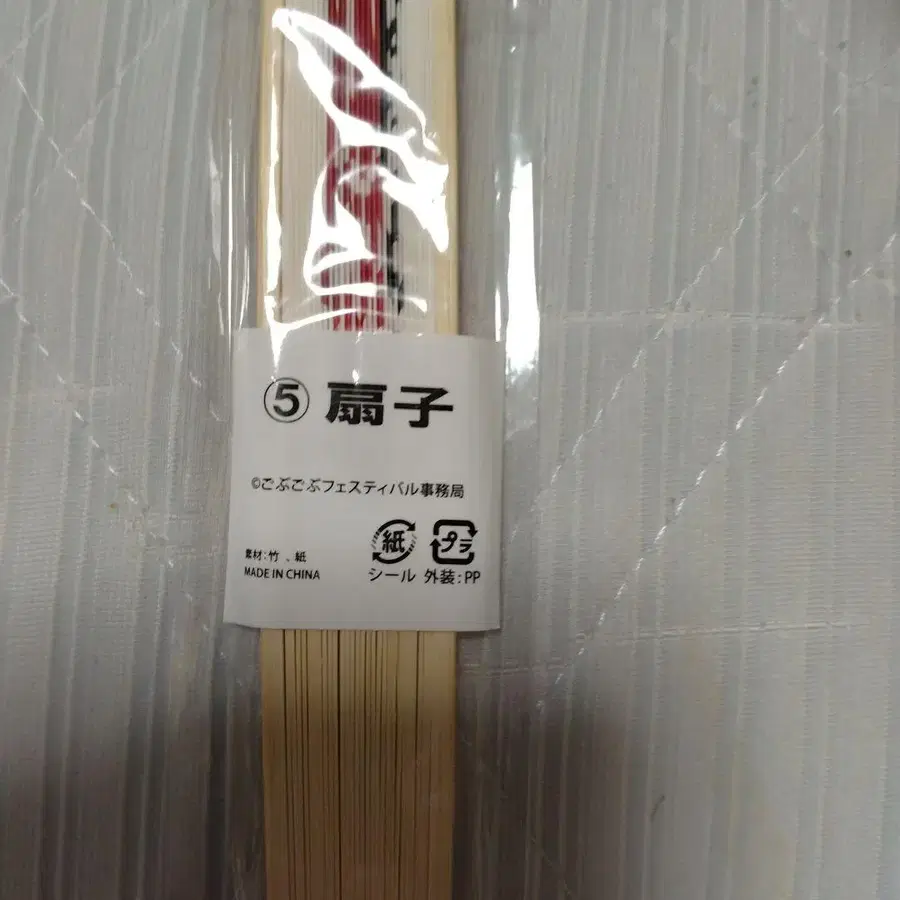 ⑤ 扇子
©ごぶごぶフェスティバル事務局
紙 プラ
素材:竹 、紙
MADE IN CHINA
シール 外装:PP